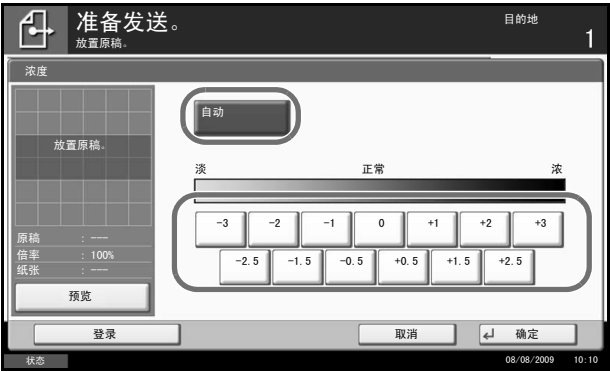 准备发送。
放置原稿。
目的地
1
浓度
放置原稿。
原稿 : ---
倍率 : 100%
纸张 : ---
预览
自动
淡 正常 浓
-3 -2 -1 0 +1 +2 +3
-2.5 -1.5 -0.5 +0.5 +1.5 +2.5
登录 取消 确定
状态 08/08/2009 10:10